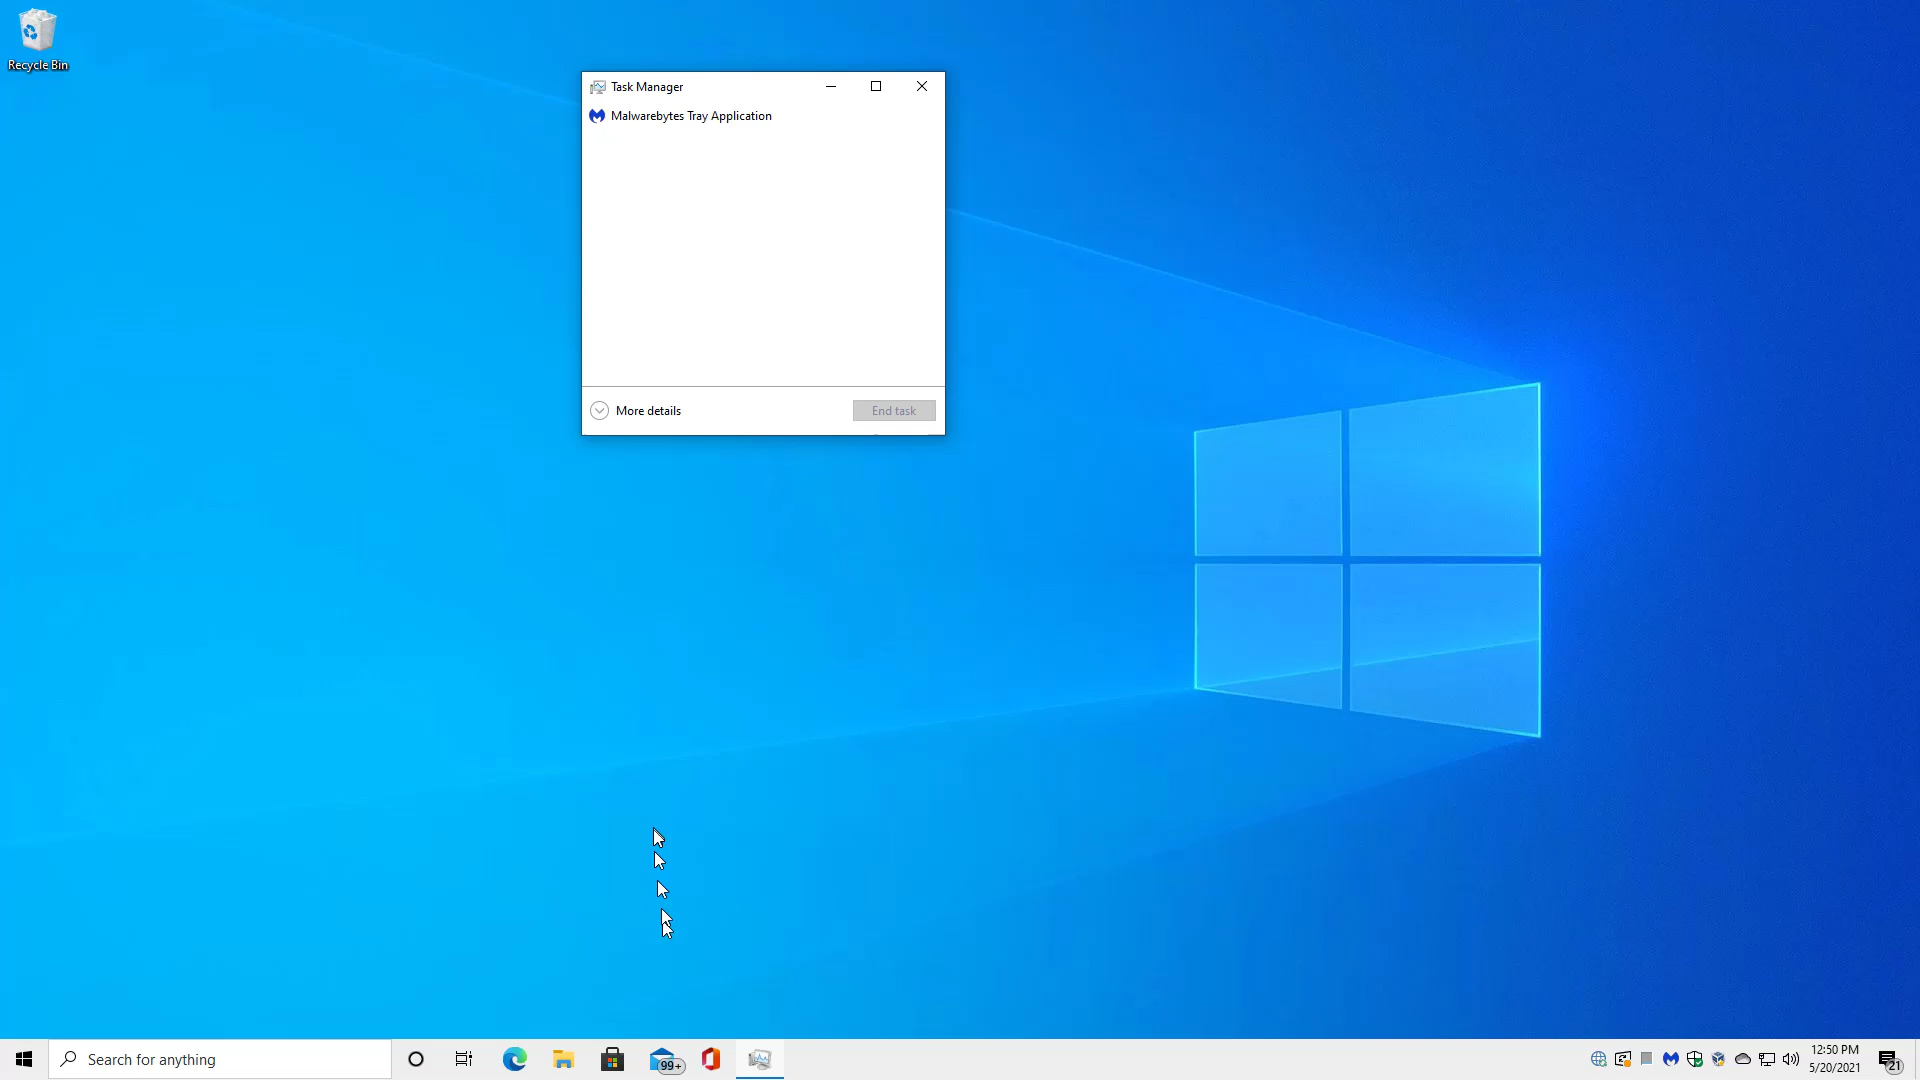 Recycle Bin
Task Manager
Malwarebytes Tray Application
More details
End task
Search for anything
99+
12:50 PM
5/20/2021
21